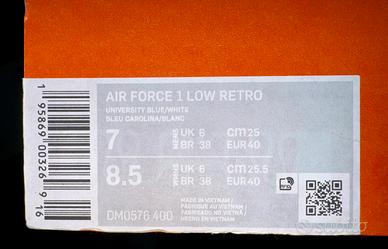 AIR FORCE 1 LOW RETRO
UNIVERSITY BLUE/WHITE
BLEU CAROLINA/BLANC
7 MENS UK 6 CM 25
BR 38 EUR 40
8.5 UK 6 CM 25.5
BR 38 EUR 40
DM0576 400
MADE IN VIETNAM /
FABRIQUÉ AU VIETNAM /
FABRICADO NO VIETNÃ /
HECHO EN VIETNAM
1 95869 00326 9 16
subito